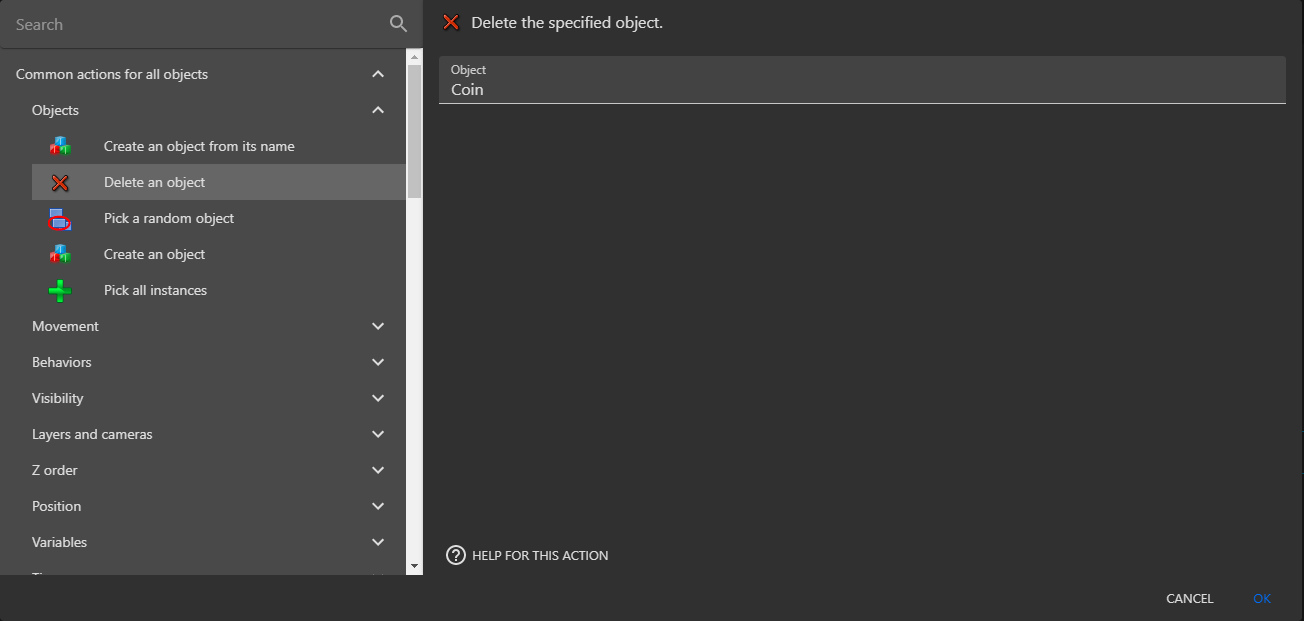 Search
Common actions for all objects
Objects
Create an object from its name
Delete an object
Pick a random object
Create an object
Pick all instances
Movement
Behaviors
Visibility
Layers and cameras
Z order
Position
Variables
Delete the specified object.
Object
Coin
HELP FOR THIS ACTION
CANCEL
OK